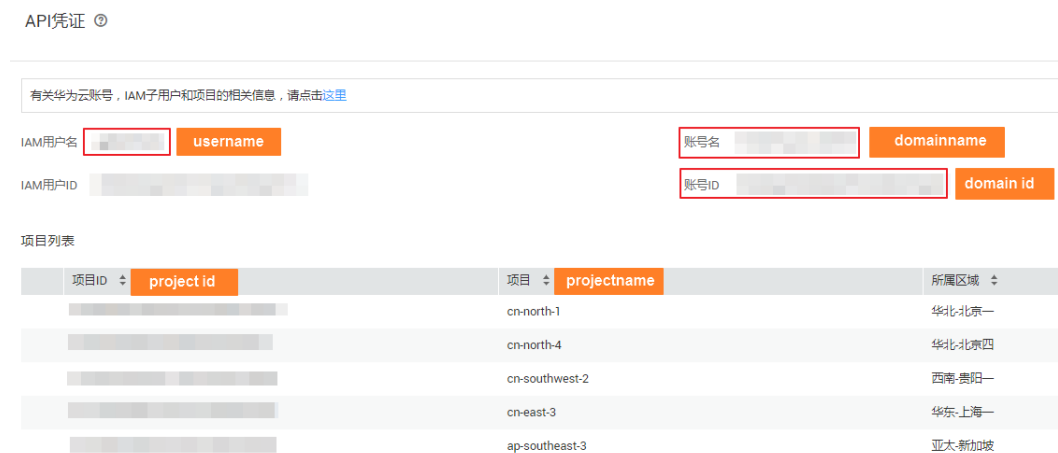 API凭证 ?
有关华为云账号，IAM子用户和项目的相关信息，请点击这里
IAM用户名 username 账号名 domainname
IAM用户ID 账号ID domain id
项目列表
项目ID project id 项目 projectname 所属区域
cn-north-1 华北-北京一
cn-north-4 华北-北京四
cn-southwest-2 西南-贵阳一
cn-east-3 华东-上海一
ap-southeast-3 亚太-新加坡